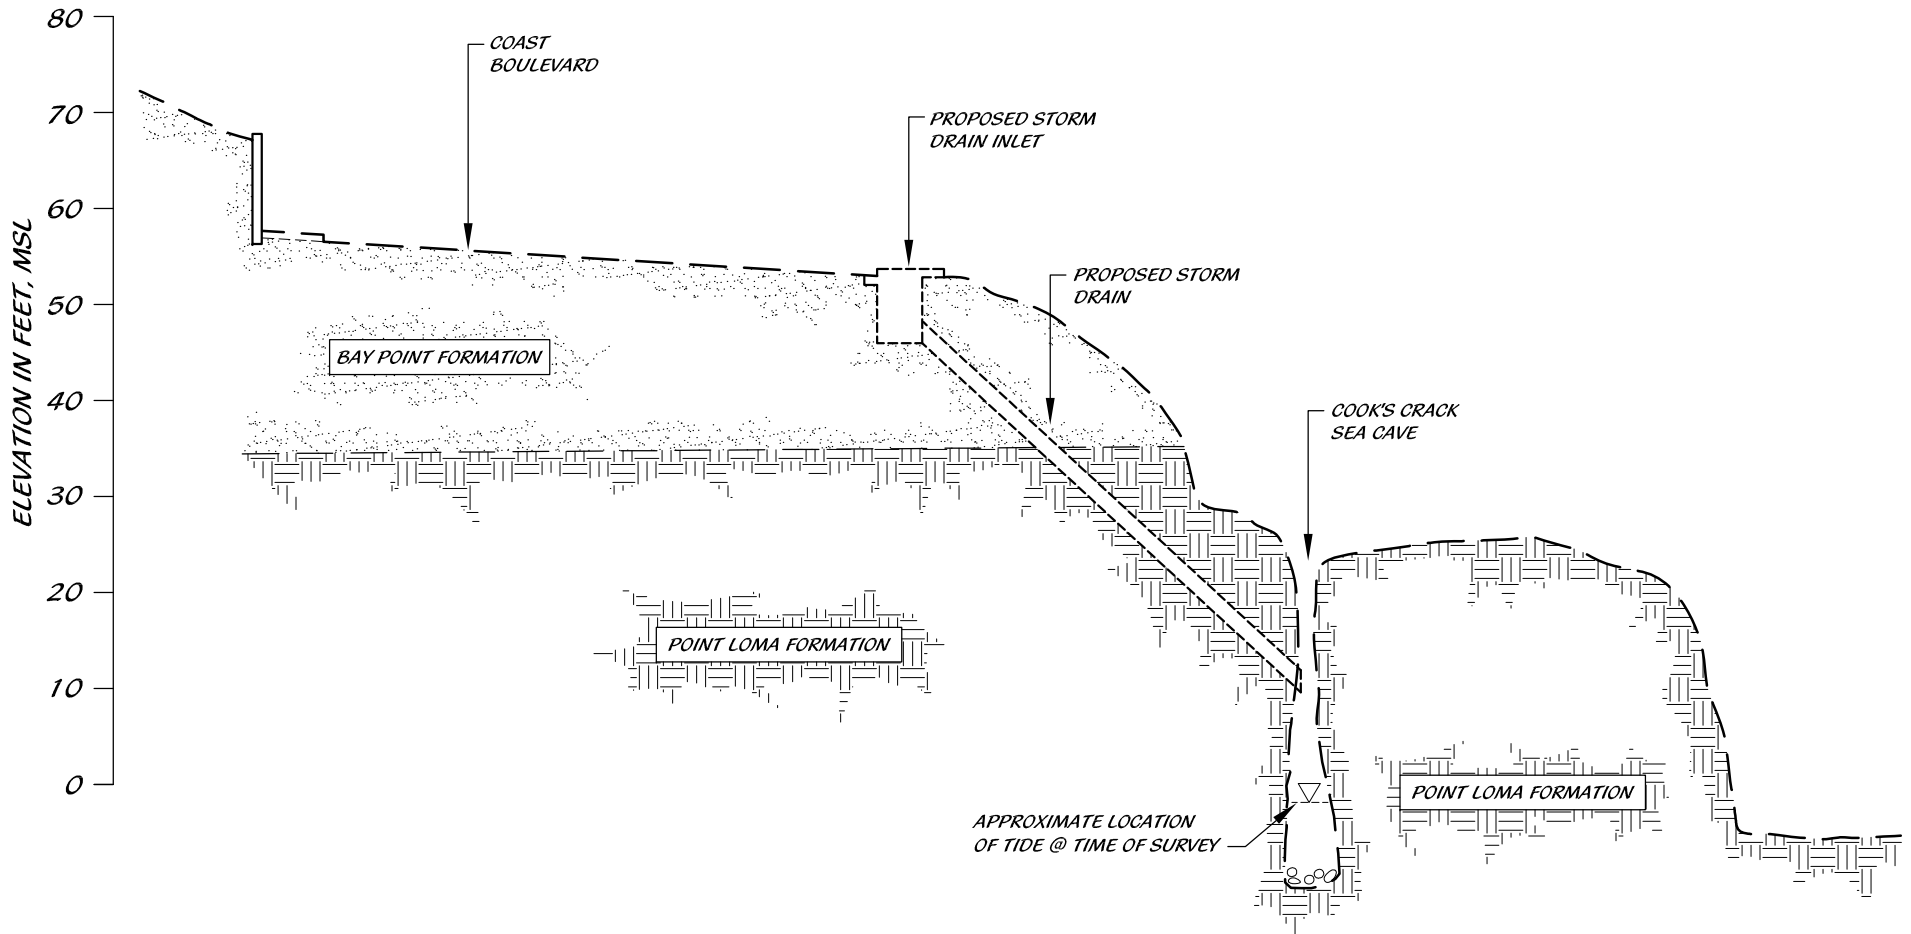 80
70
60
50
40
30
20
10
0
ELEVATION IN FEET, MSL
COAST
BOULEVARD
PROPOSED STORM
DRAIN INLET
PROPOSED STORM
DRAIN
BAY POINT FORMATION
COOK'S CRACK
SEA CAVE
POINT LOMA FORMATION
POINT LOMA FORMATION
APPROXIMATE LOCATION
OF TIDE @ TIME OF SURVEY